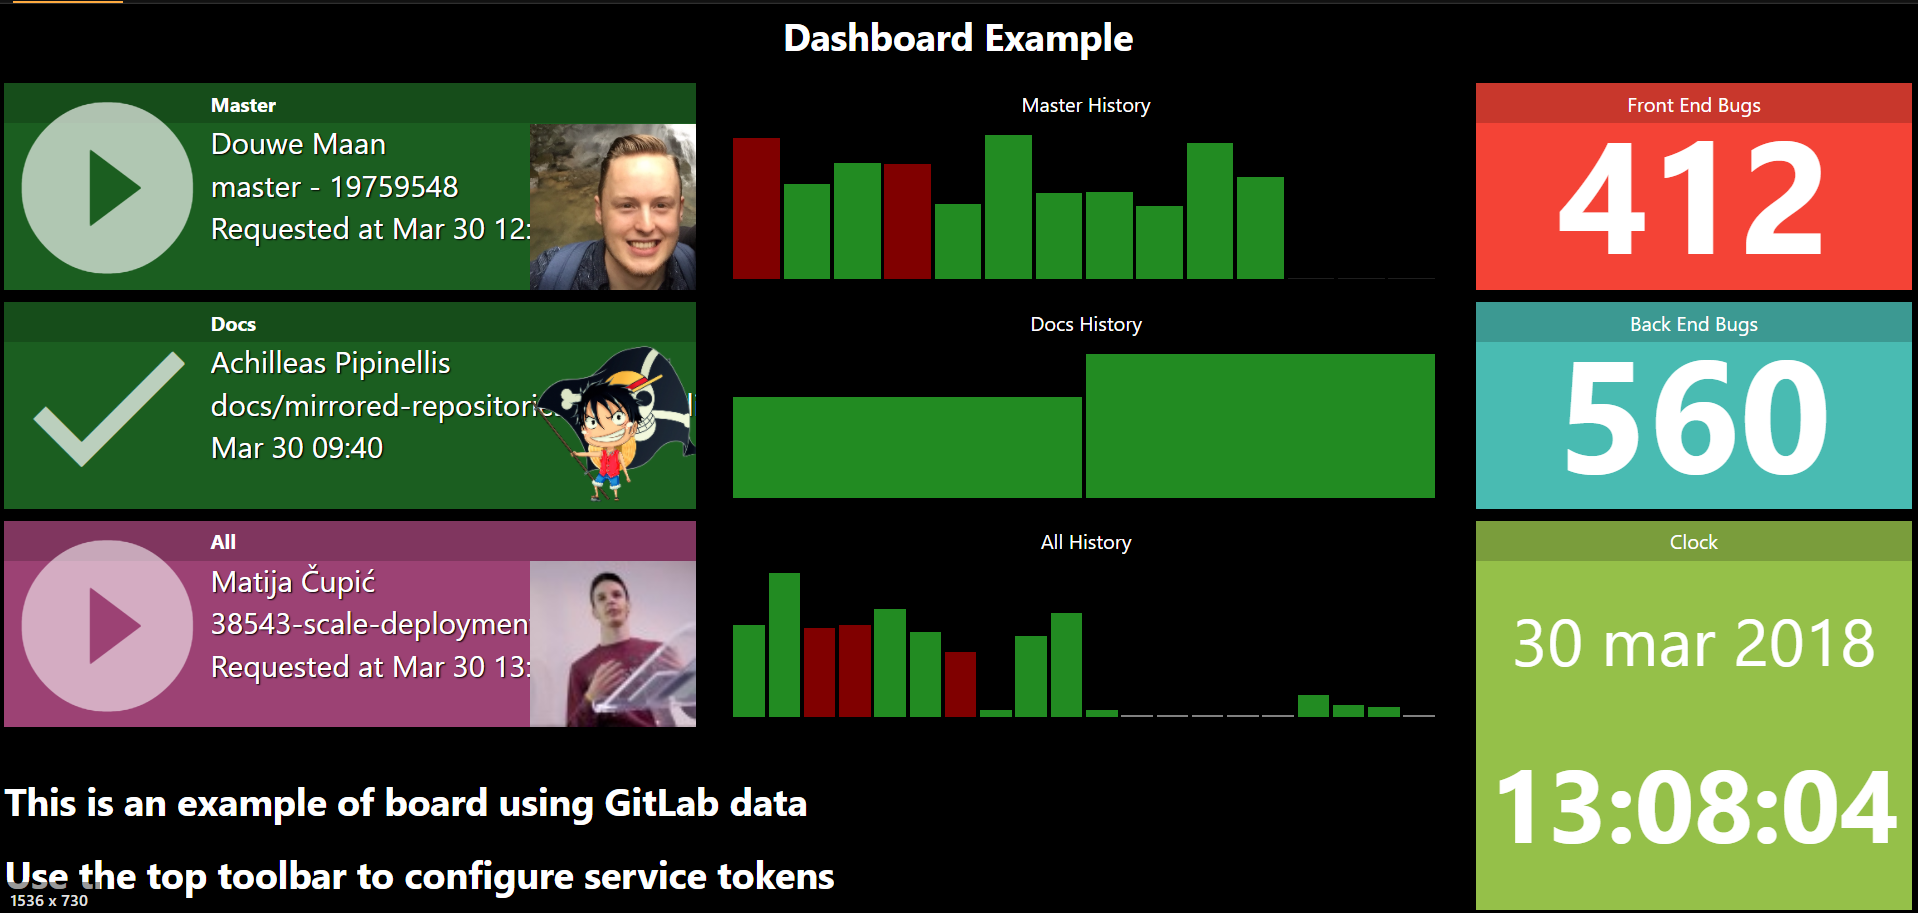 Dashboard Example
Master
Douwe Maan
master - 19759548
Requested at Mar 30 12:
Master History
Front End Bugs
412
Docs
Achilleas Pipinellis
docs/mirrored-repositorie
Mar 30 09:40
Docs History
Back End Bugs
560
All
Matija Čupić
38543-scale-deployment
Requested at Mar 30 13:
All History
Clock
30 mar 2018
13:08:04
This is an example of board using GitLab data
Use the top toolbar to configure service tokens
1536 x 730